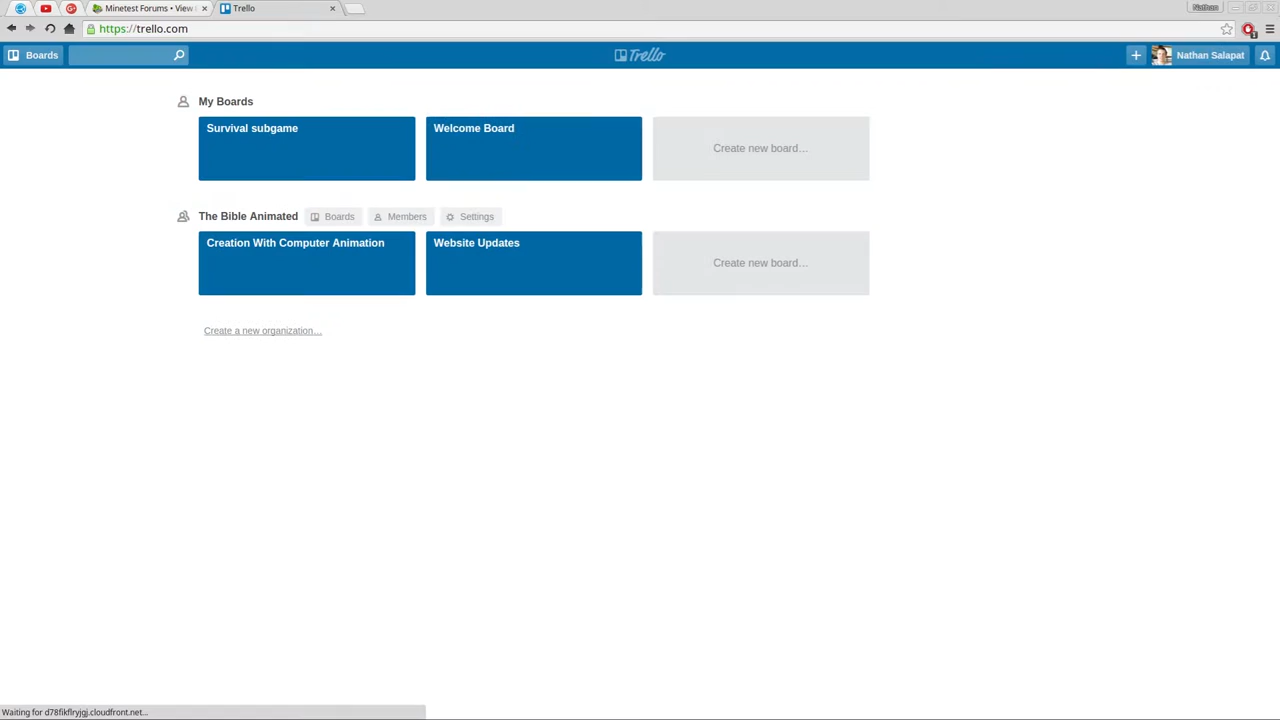 Minetest Forums • View
Trello
Nathan
https://trello.com
Boards
Trello
Nathan Salapat
My Boards
Survival subgame
Welcome Board
Create new board…
The Bible Animated
Boards
Members
Settings
Creation With Computer Animation
Website Updates
Create new board…
Create a new organization…